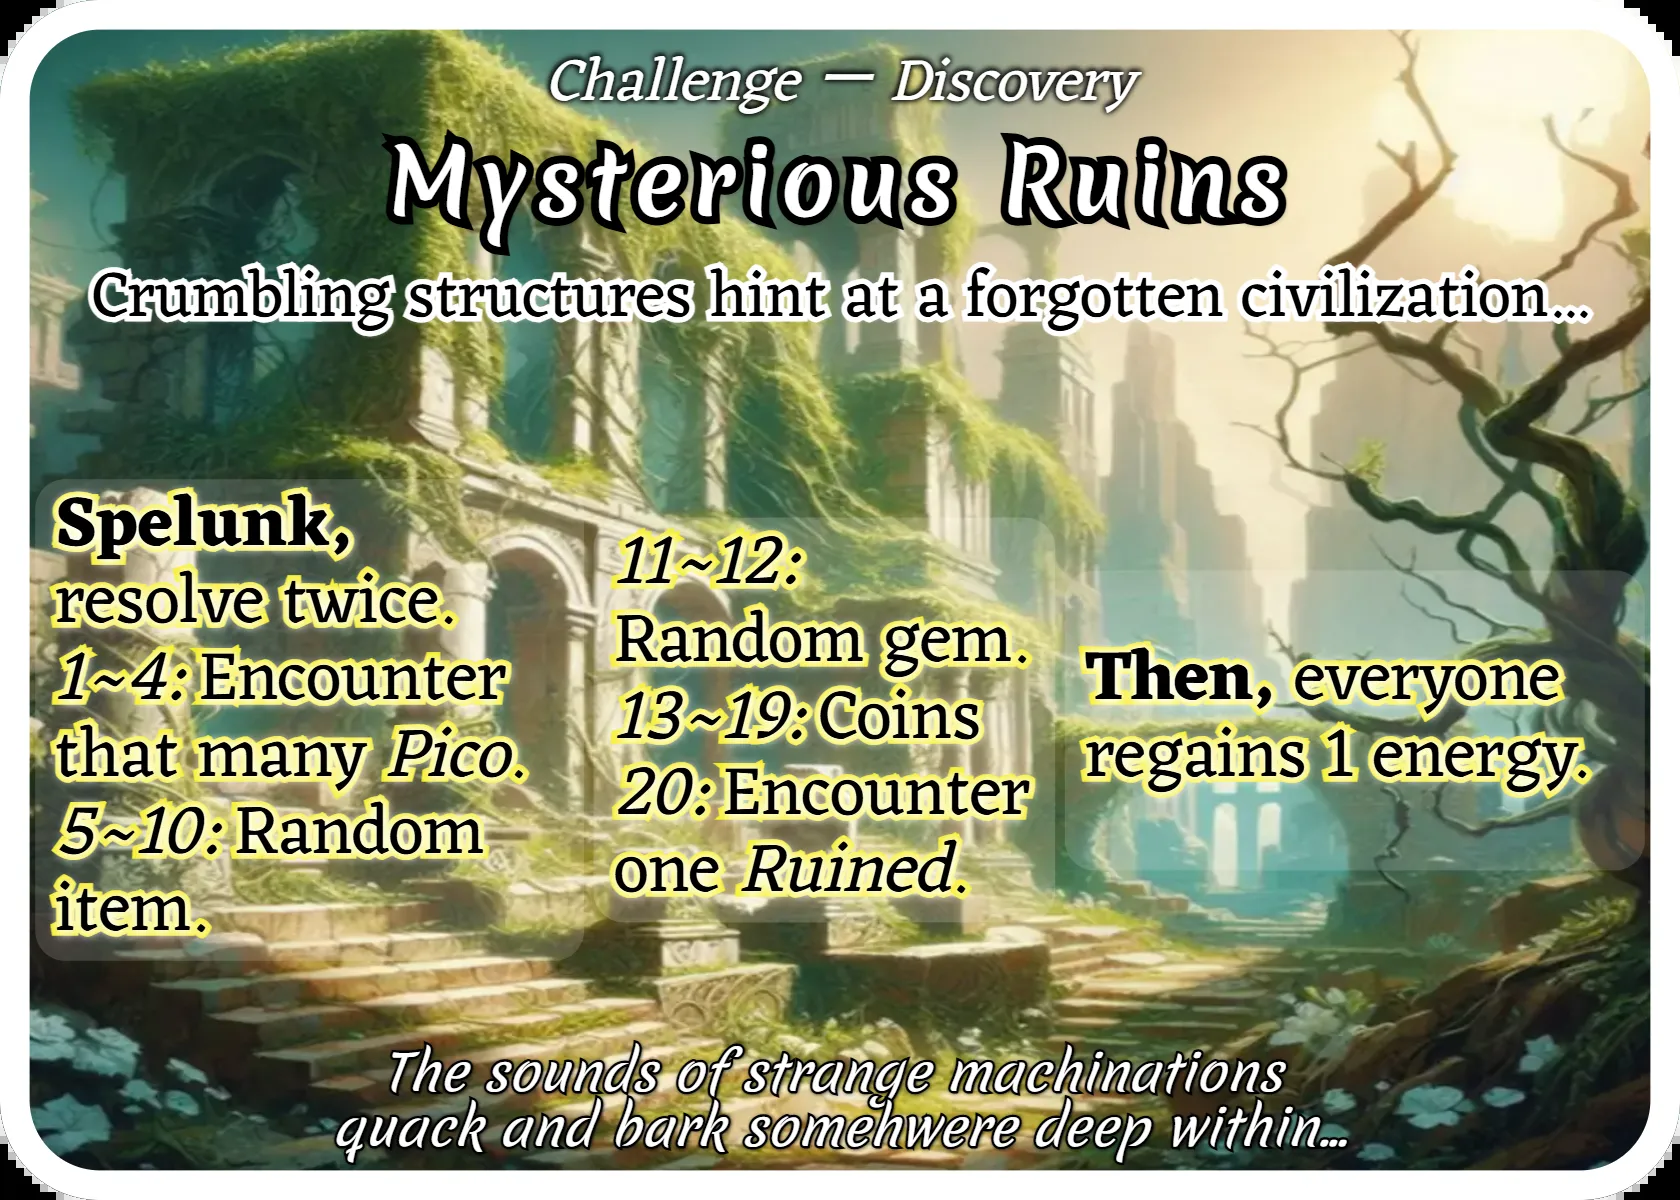 Challenge — Discovery
Mysterious Ruins
Crumbling structures hint at a forgotten civilization...
Spelunk,
resolve twice.
1~4: Encounter
that many Pico.
5~10: Random
item.
11~12:
Random gem.
13~19: Coins
20: Encounter
one Ruined.
Then, everyone
regains 1 energy.
The sounds of strange machinations
quack and bark somehwere deep within...